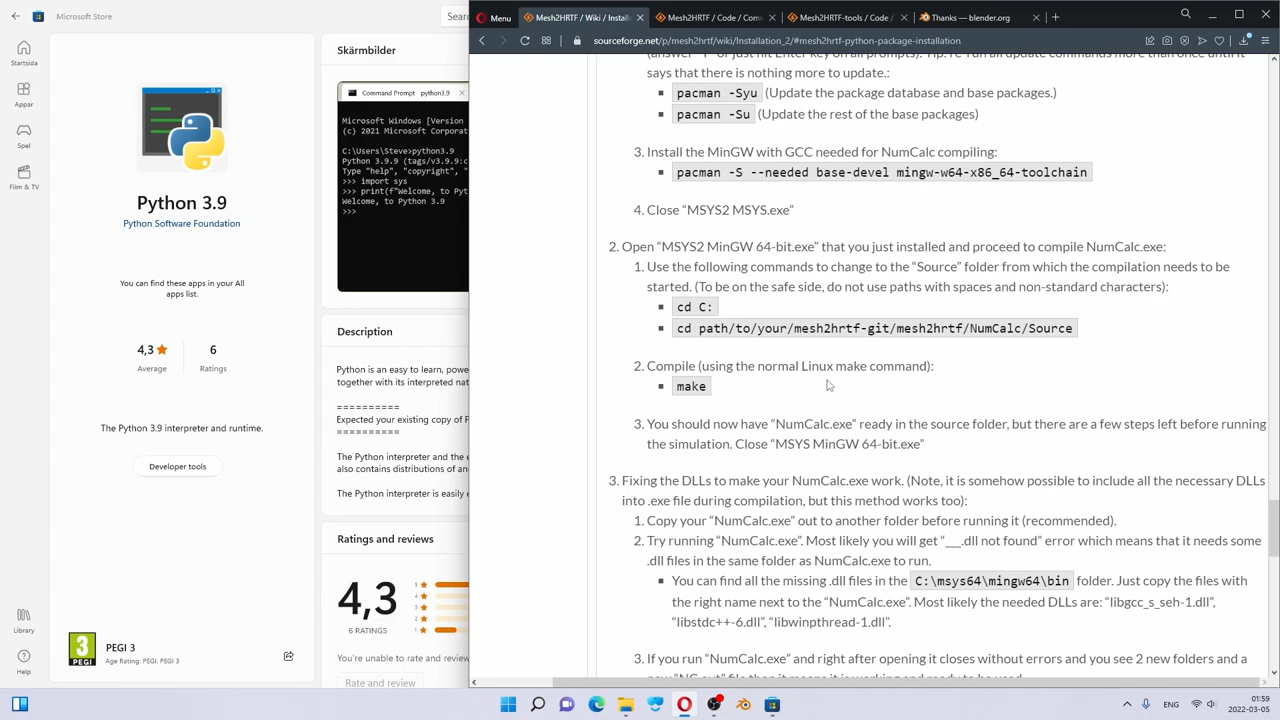 Microsoft Store
Sear
Startsida
Appar
Spel
Film & TV
Library
Help
Python 3.9
Python Software Foundation
You can find these apps in your All
apps list.
4,3
Average
6
Ratings
The Python 3.9 interpreter and runtime.
Developer tools
3
PEGI
PEGI 3
Age Rating: PEGI. PEGI 3
Skärmbilder
Command Prompt python3.9
Microsoft Windows [Version
(c) 2021 Microsoft Corporat
C:\Users\Steve>python3.9
Python 3.9.9 (tags/v3.9.9:c
Type "help", "copyright", "
>>> import sys
>>> print(f"Welcome, to Pyt
Welcome, to Python 3.9
>>>
Description
Python is an easy to learn, powe
together with its interpreted nat
==========
Expected your existing copy of P
==========
The Python interpreter and the e
also contains distributions of an
The Python interpreter is easily e
Ratings and reviews
4,3
6 RATINGS
5
4
3
2
1
You're unable to rate and review
Rate and review
Menu
Mesh2HRTF / Wiki / Install
Mesh2HRTF / Code / Com
Mesh2HRTF-tools / Code /
Thanks — blender.org
sourceforge.net/p/mesh2hrtf/wiki/Installation_2/#mesh2hrtf-python-package-installation
says that there is nothing more to update.:
pacman -Syu (Update the package database and base packages.)
pacman -Su (Update the rest of the base packages)
3. Install the MinGW with GCC needed for NumCalc compiling:
pacman -S --needed base-devel mingw-w64-x86_64-toolchain
4. Close “MSYS2 MSYS.exe”
2. Open “MSYS2 MinGW 64-bit.exe” that you just installed and proceed to compile NumCalc.exe:
1. Use the following commands to change to the “Source” folder from which the compilation needs to be
started. (To be on the safe side, do not use paths with spaces and non-standard characters):
cd C:
cd path/to/your/mesh2hrtf-git/mesh2hrtf/NumCalc/Source
2. Compile (using the normal Linux make command):
make
3. You should now have “NumCalc.exe” ready in the source folder, but there are a few steps left before running
the simulation. Close “MSYS MinGW 64-bit.exe”
3. Fixing the DLLs to make your NumCalc.exe work. (Note, it is somehow possible to include all the necessary DLLs
into .exe file during compilation, but this method works too):
1. Copy your “NumCalc.exe” out to another folder before running it (recommended).
2. Try running “NumCalc.exe”. Most likely you will get “___.dll not found” error which means that it needs some
.dll files in the same folder as NumCalc.exe to run.
You can find all the missing .dll files in the C:\msys64\mingw64\bin folder. Just copy the files with
the right name next to the “NumCalc.exe”. Most likely the needed DLLs are: “libgcc_s_seh-1.dll”,
“libstdc++-6.dll”, “libwinpthread-1.dll”.
3. If you run “NumCalc.exe” and right after opening it closes without errors and you see 2 new folders and a
ENG
01:59
2022-03-05